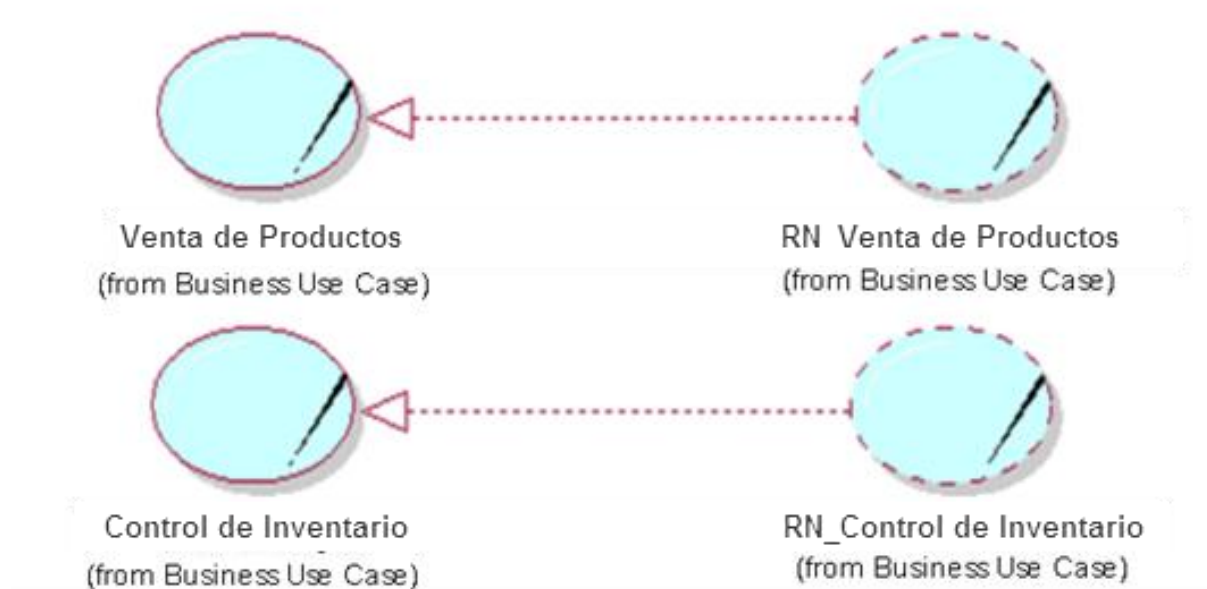 Venta de Productos
(from Business Use Case)
RN Venta de Productos
(from Business Use Case)
Control de Inventario
(from Business Use Case)
RN_Control de Inventario
(from Business Use Case)